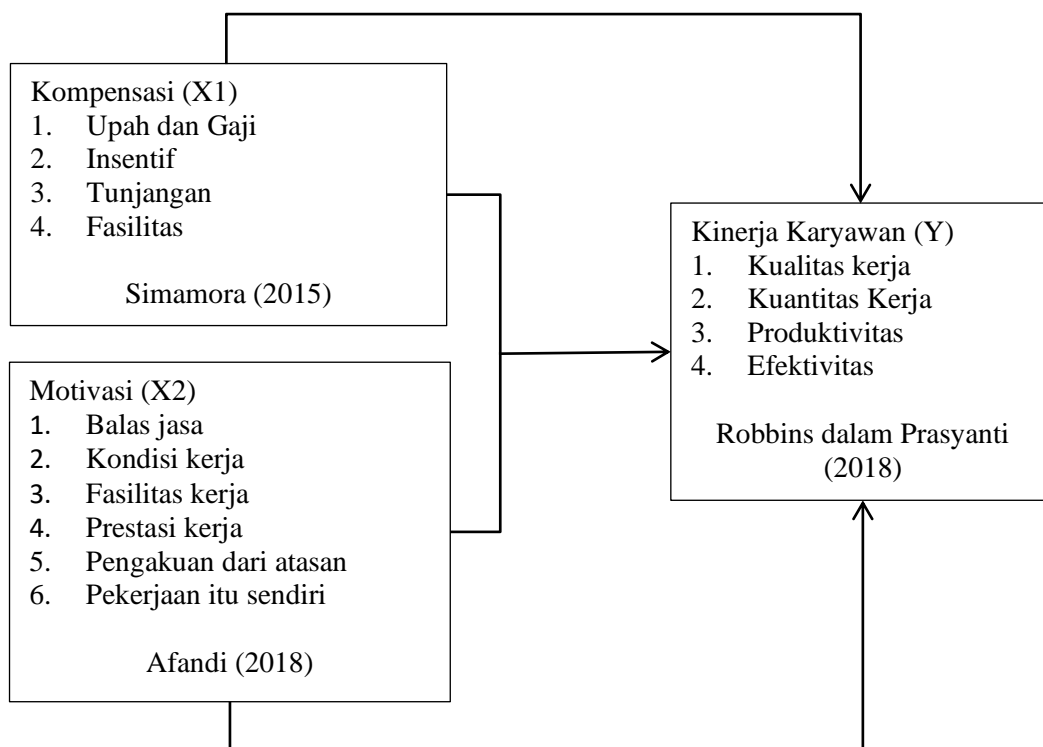 Kompensasi (X1)
1. Upah dan Gaji
2. Insentif
3. Tunjangan
4. Fasilitas
Simamora (2015)
Motivasi (X2)
1. Balas jasa
2. Kondisi kerja
3. Fasilitas kerja
4. Prestasi kerja
5. Pengakuan dari atasan
6. Pekerjaan itu sendiri
Afandi (2018)
Kinerja Karyawan (Y)
1. Kualitas kerja
2. Kuantitas Kerja
3. Produktivitas
4. Efektivitas
Robbins dalam Prasyanti
(2018)